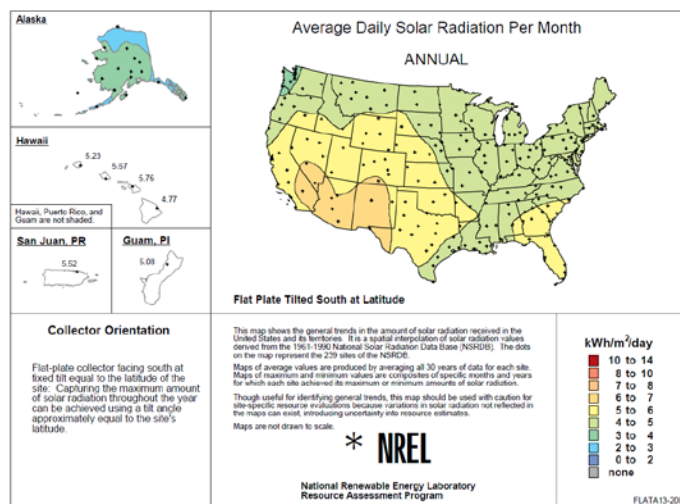 Alaska
Average Daily Solar Radiation Per Month
ANNUAL
Hawaii
5.23
5.57
5.76
4.77
Hawaii, Puerto Rico, and
Guam are not shaded.
San Juan, PR
5.52
Guam, PI
5.08
Flat Plate Tilted South at Latitude
Collector Orientation
Flat-plate collector facing south at
fixed tilt equal to the latitude of the
site: Capturing the maximum amount
of solar radiation throughout the year
can be achieved using a tilt angle
approximately equal to the site's
latitude.
This map shows the general trends in the amount of solar radiation received in the
United States and its territories. It is a spatial interpolation of solar radiation values
derived from the 1961-1990 National Solar Radiation Data Base (NSRDB). The dots
on the map represent the 239 sites of the NSRDB.
Maps of average values are produced by averaging all 30 years of data for each site.
Maps of maximum and minimum values are composites of specific months and years
for which each site achieved its maximum or minimum amounts of solar radiation.
Though useful for identifying general trends, this map should be used with caution for
site-specific resource evaluations because variations in solar radiation not reflected in
the maps can exist, introducing uncertainty into resource estimates.
Maps are not drawn to scale.
* NREL
National Renewable Energy Laboratory
Resource Assessment Program
kWh/m²/day
10 to 14
8 to 10
7 to 8
6 to 7
5 to 6
4 to 5
3 to 4
2 to 3
0 to 2
none